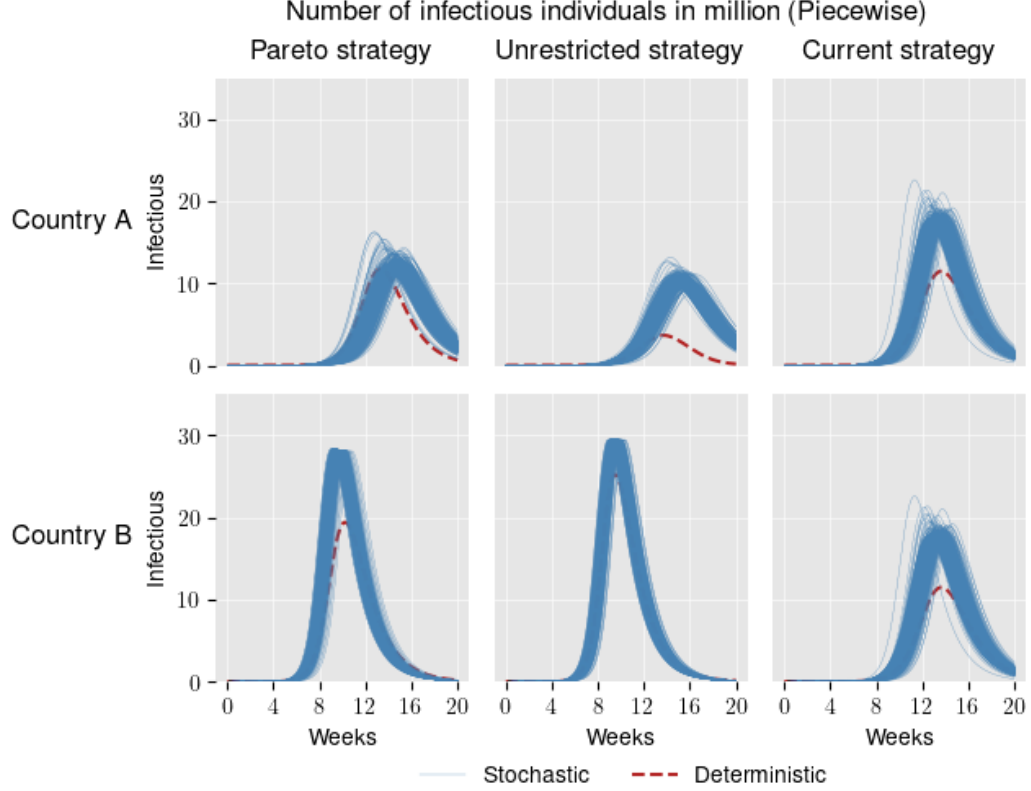 Number of infectious individuals in million (Piecewise)
Pareto strategy
Unrestricted strategy
Current strategy
Country A
Infectious
30
20
10
0
Country B
Infectious
30
20
10
0
0 4 8 12 16 20
0 4 8 12 16 20
0 4 8 12 16 20
Weeks
Weeks
Weeks
Stochastic
Deterministic